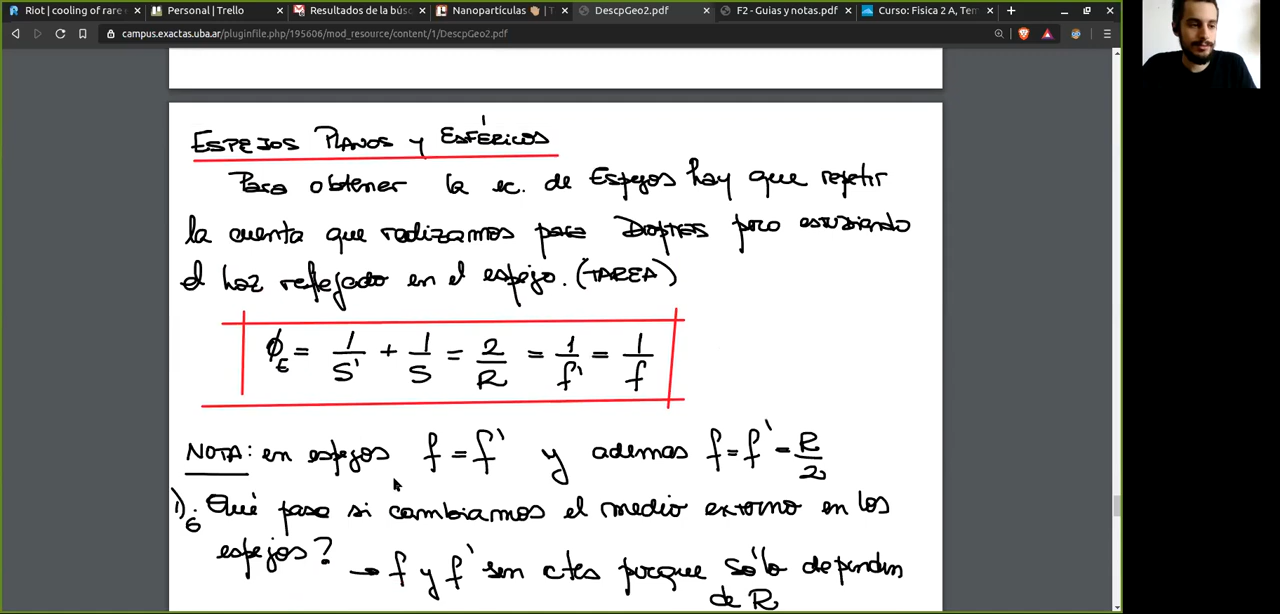 Riot | cooling of rare e
Personal | Trello
Resultados de la bús
Nanopartículas | T
DescpGeo2.pdf
F2 - Guias y notas.pdf
Curso: Física 2 A, Tem
campus.exactas.uba.ar/pluginfile.php/195606/mod_resource/content/1/DescpGeo2.pdf
ESPEJOS PLANOS y ESFÉRICOS
Para obtener la ec. de Espejos hay que repetir
la cuenta que realizamos para Dioptras pero estudiando
el haz reflejado en el espejo. (TAREA)
ϕE = 1/S' + 1/S = 2/R = 1/f' = 1/f
NOTA: en espejos f = f' y ademas f = f' = R/2
1) Qué pasa si cambiamos el medio externo en los
espejos? → f y f' son ctes porque sólo dependen
de R